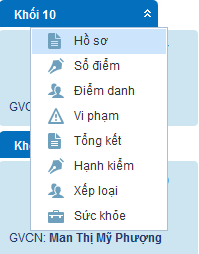 Khối 10
Hồ sơ
Sổ điểm
Điểm danh
Vi phạm
Tổng kết
Hạnh kiểm
Xếp loại
Sức khỏe
GVC
Kh
GVCN: Man Thị Mỹ Phượng